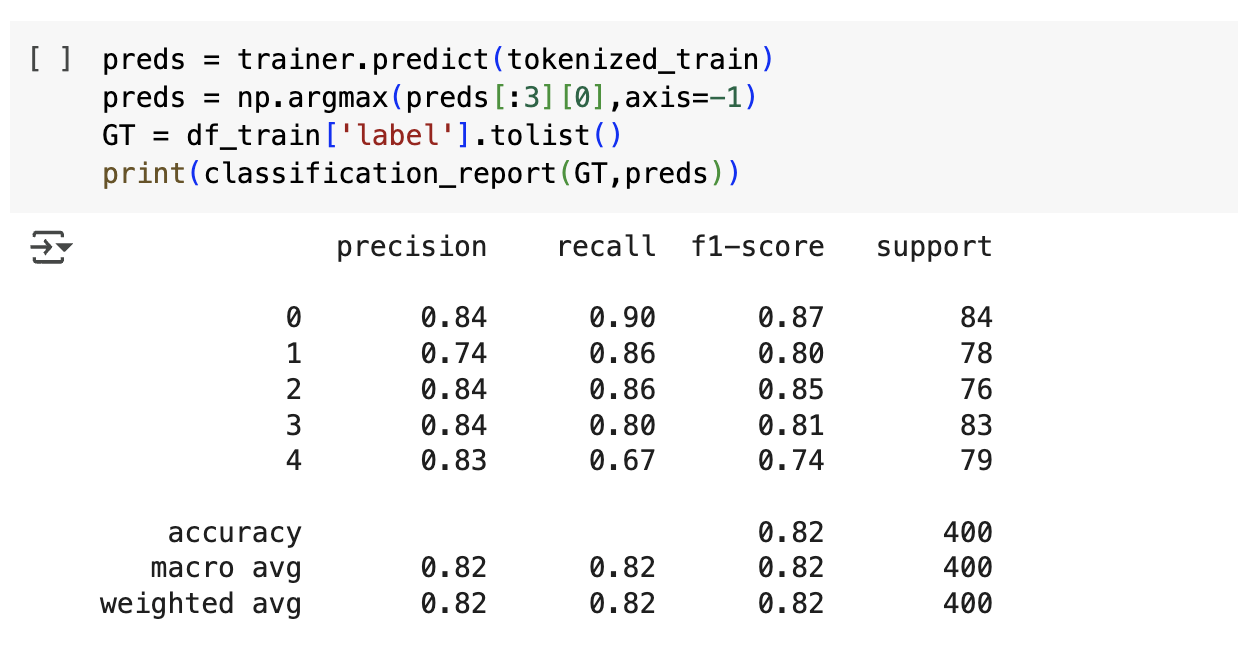 [ ] preds = trainer.predict(tokenized_train)
preds = np.argmax(preds[:3][0],axis=-1)
GT = df_train['label'].tolist()
print(classification_report(GT,preds))
precision recall f1-score support
0 0.84 0.90 0.87 84
1 0.74 0.86 0.80 78
2 0.84 0.86 0.85 76
3 0.84 0.80 0.81 83
4 0.83 0.67 0.74 79
accuracy 0.82 400
macro avg 0.82 0.82 0.82 400
weighted avg 0.82 0.82 0.82 400